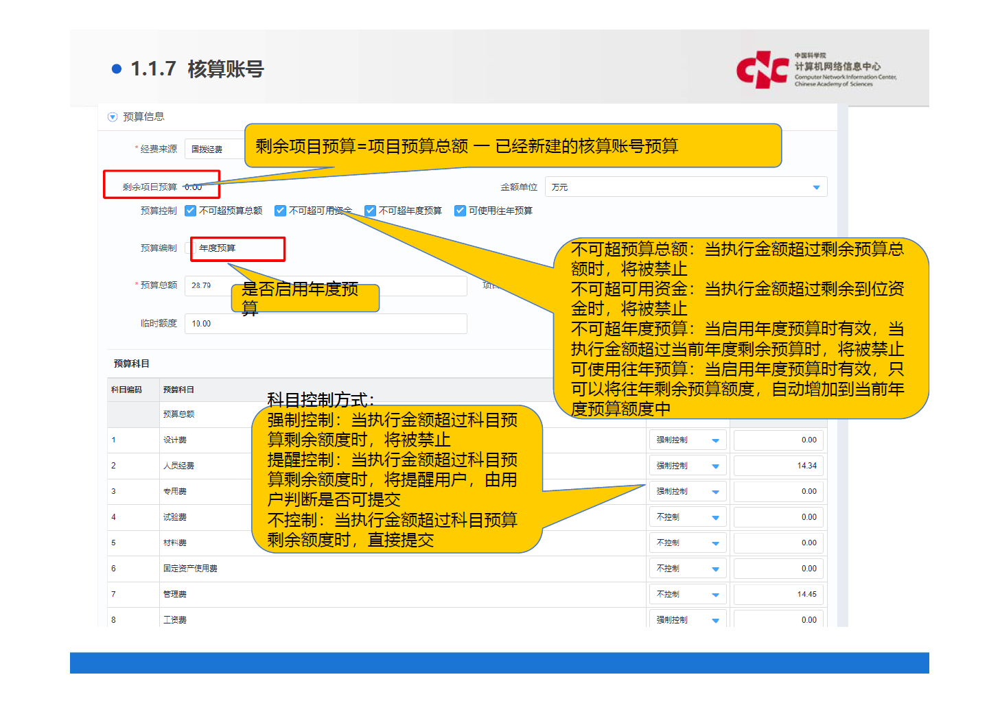 1.1.7 核算账号
中国科学院
计算机网络信息中心
Computer Network Information Center,
Chinese Academy of Sciences
预算信息
* 经费来源 国拨经费
剩余项目预算=项目预算总额 一 已经新建的核算账号预算
剩余项目预算 0.00 金额单位 万元
预算控制 不可超预算总额 不可超可用资金 不可超年度预算 可使用往年预算
预算编制 年度预算
* 预算总额 28.79
是否启用年度预
算
临时额度 10.00
不可超预算总额：当执行金额超过剩余预算总
额时，将被禁止
不可超可用资金：当执行金额超过剩余到位资
金时，将被禁止
不可超年度预算：当启用年度预算时有效，当
执行金额超过当前年度剩余预算时，将被禁止
可使用往年预算：当启用年度预算时有效，只
可以将往年剩余预算额度，自动增加到当前年
度预算额度中
预算科目
科目编码 预算科目
预算总额
科目控制方式：
强制控制：当执行金额超过科目预
算剩余额度时，将被禁止
提醒控制：当执行金额超过科目预
算剩余额度时，将提醒用户，由用
户判断是否可提交
不控制：当执行金额超过科目预算
剩余额度时，直接提交
1 设计费 强制控制 0.00
2 人员经费 强制控制 14.34
3 专用费 强制控制 0.00
4 试验费 不控制 0.00
5 材料费 不控制 0.00
6 固定资产使用费 不控制 0.00
7 管理费 不控制 14.45
8 工资费 强制控制 0.00